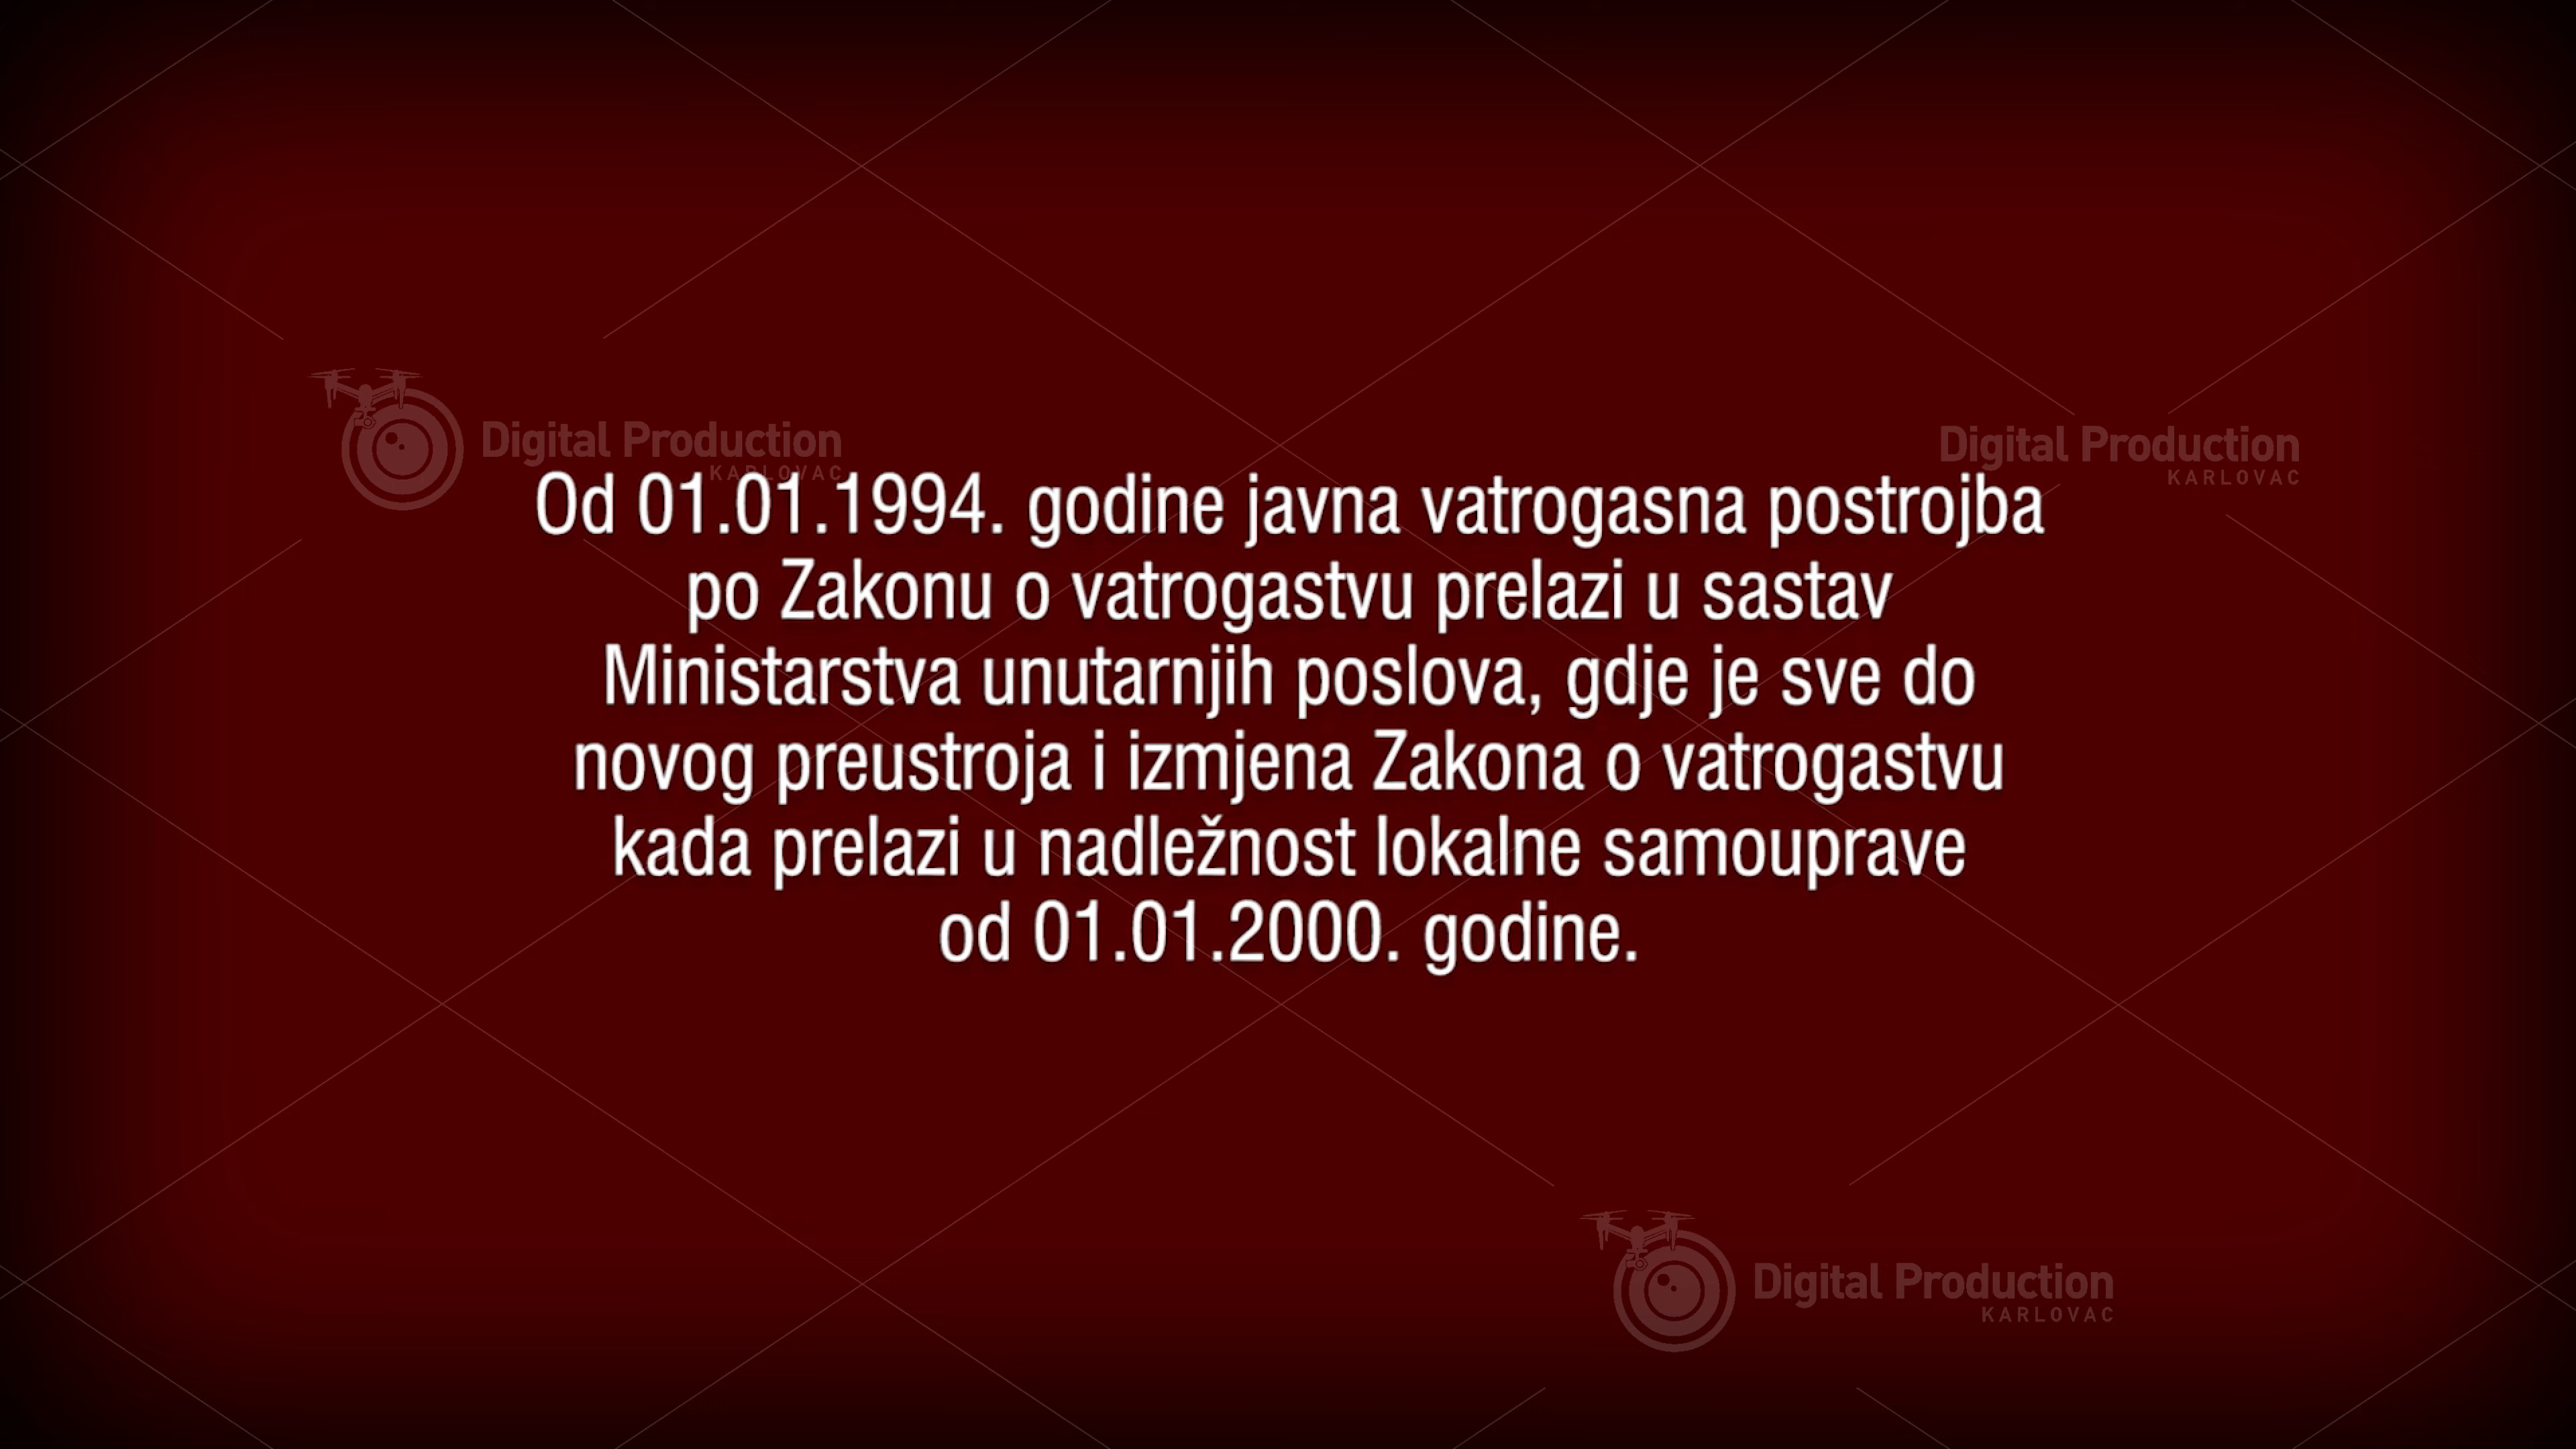 Digital Production
KARLOVAC
Digital Production
KARLOVAC
Od 01.01.1994. godine javna vatrogasna postrojba
po Zakonu o vatrogastvu prelazi u sastav
Ministarstva unutarnjih poslova, gdje je sve do
novog preustroja i izmjena Zakona o vatrogastvu
kada prelazi u nadležnost lokalne samouprave
od 01.01.2000. godine.
Digital Production
KARLOVAC